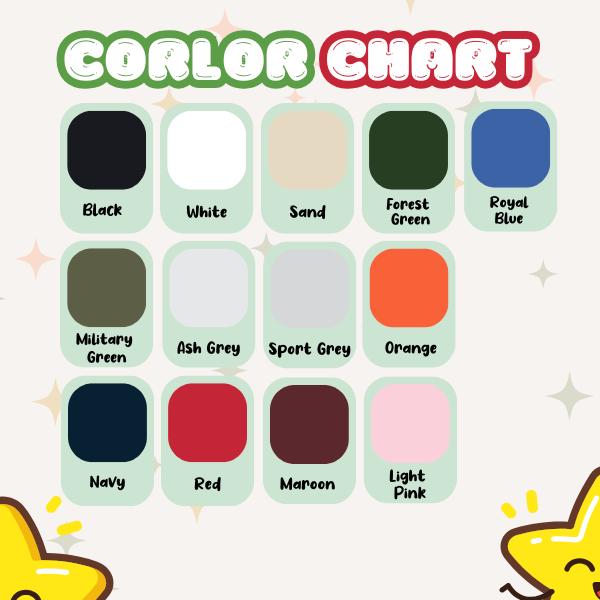 CORLOR CHART
Black
White
Sand
Forest
Green
Royal
Blue
Military
Green
Ash Grey
Sport Grey
Orange
Navy
Red
Maroon
Light
Pink